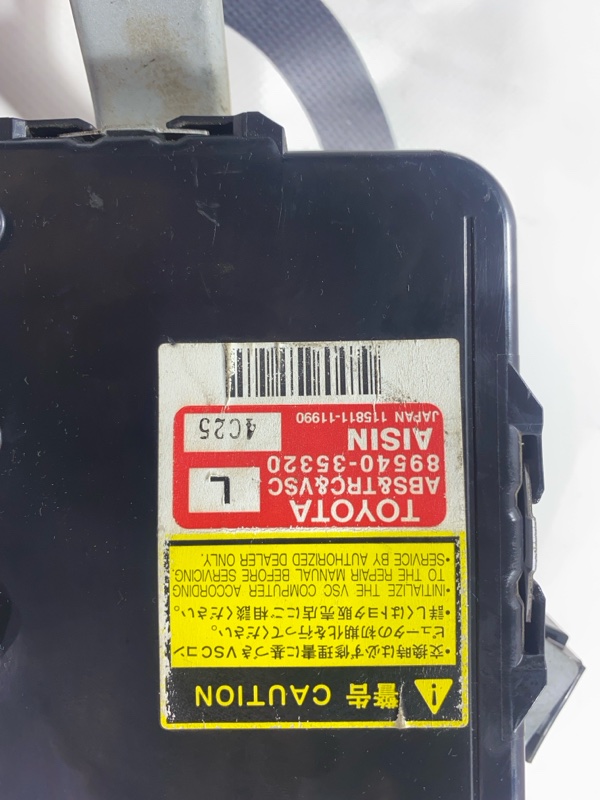 警告 CAUTION
・交換時は必ず修理書に基づきVSCコン
ピュータの初期化を行ってください。
・詳しくはトヨタ販売店にご相談ください。
・INITIALIZE THE VSC COMPUTER ACCORDING
TO THE REPAIR MANUAL BEFORE SERVICING
・SERVICE BY AUTHORIZED DEALER ONLY.
TOYOTA
ABS&TRC&VSC
L
89540-35320
AISIN
4C25
JAPAN 115811-11990